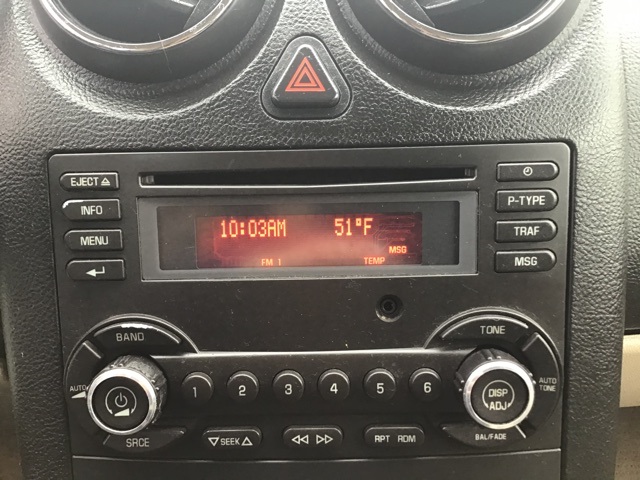 EJECT
INFO
P-TYPE
10:03AM 51°F
MENU
TRAF
MSG
FM 1 TEMP
MSG
BAND
TONE
AUTO
1 2 3 4 5 6
DISP
ADJ
AUTO
TONE
SRCE
SEEK
RPT RDM
BAL/FADE